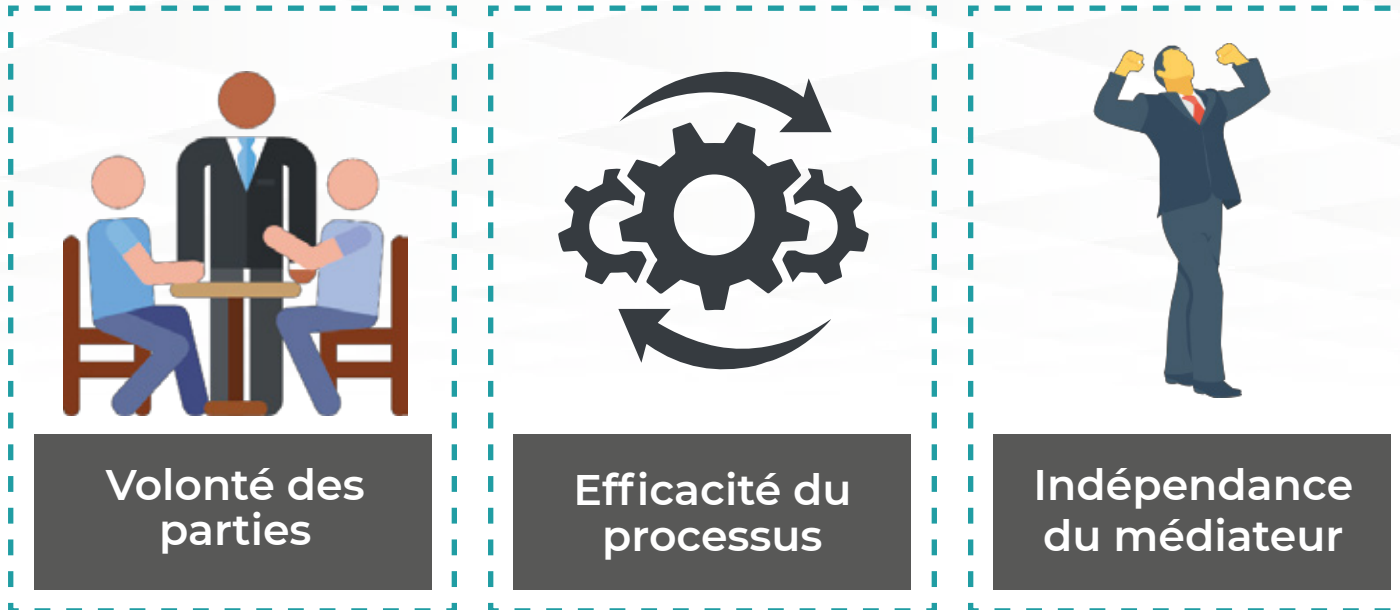 Volonté des
parties
Efficacité du
processus
Indépendance
du médiateur